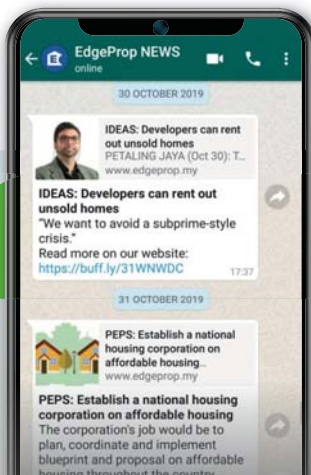 EdgeProp NEWS
online
30 OCTOBER 2019
IDEAS: Developers can rent
out unsold homes
PETALING JAYA (Oct 30): T...
www.edgeprop.my
IDEAS: Developers can rent out
unsold homes
"We want to avoid a subprime-style
crisis."
Read more on our website:
https://buff.ly/31WNWDC
17:37
31 OCTOBER 2019
PEPS: Establish a national
housing corporation on
affordable housing...
www.edgeprop.my
PEPS: Establish a national housing
corporation on affordable housing
The corporation's job would be to
plan, coordinate and implement
blueprint and proposal on affordable
housing throughout the country